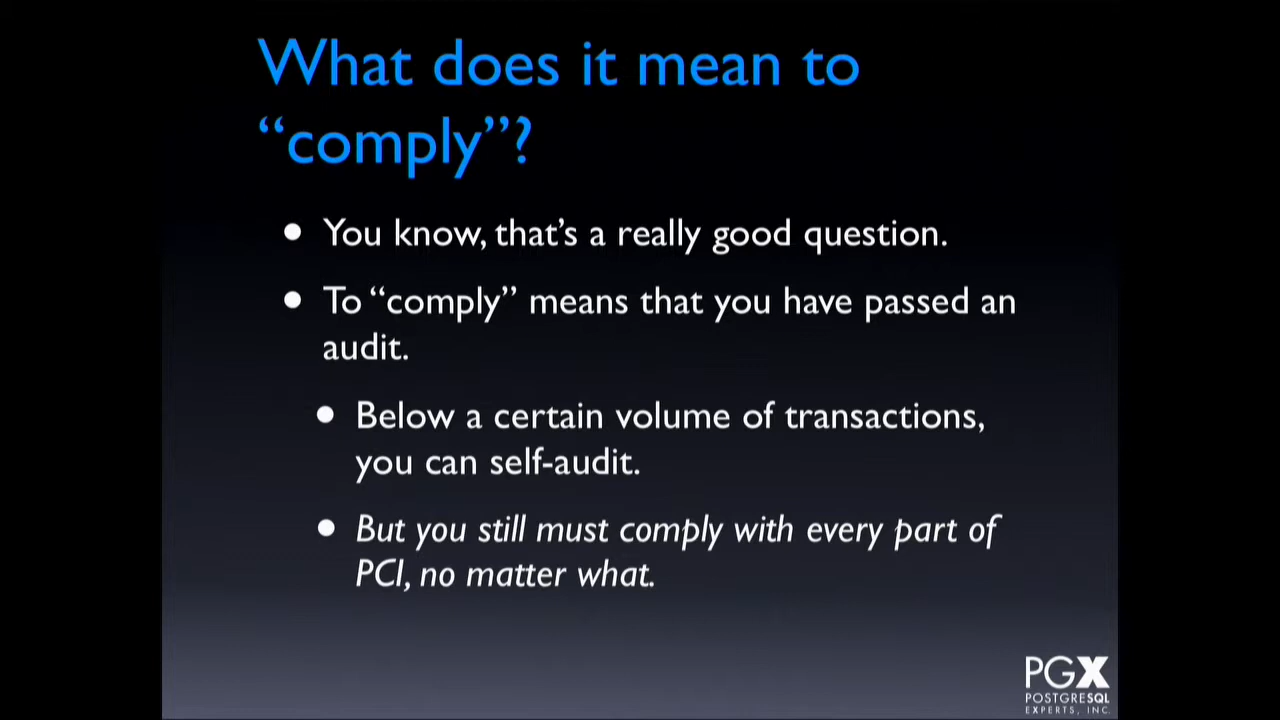 What does it mean to
“comply”?
• You know, that’s a really good question.
• To “comply” means that you have passed an
audit.
• Below a certain volume of transactions,
you can self-audit.
• But you still must comply with every part of
PCI, no matter what.
PGX
POSTGRESQL
EXPERTS, INC.